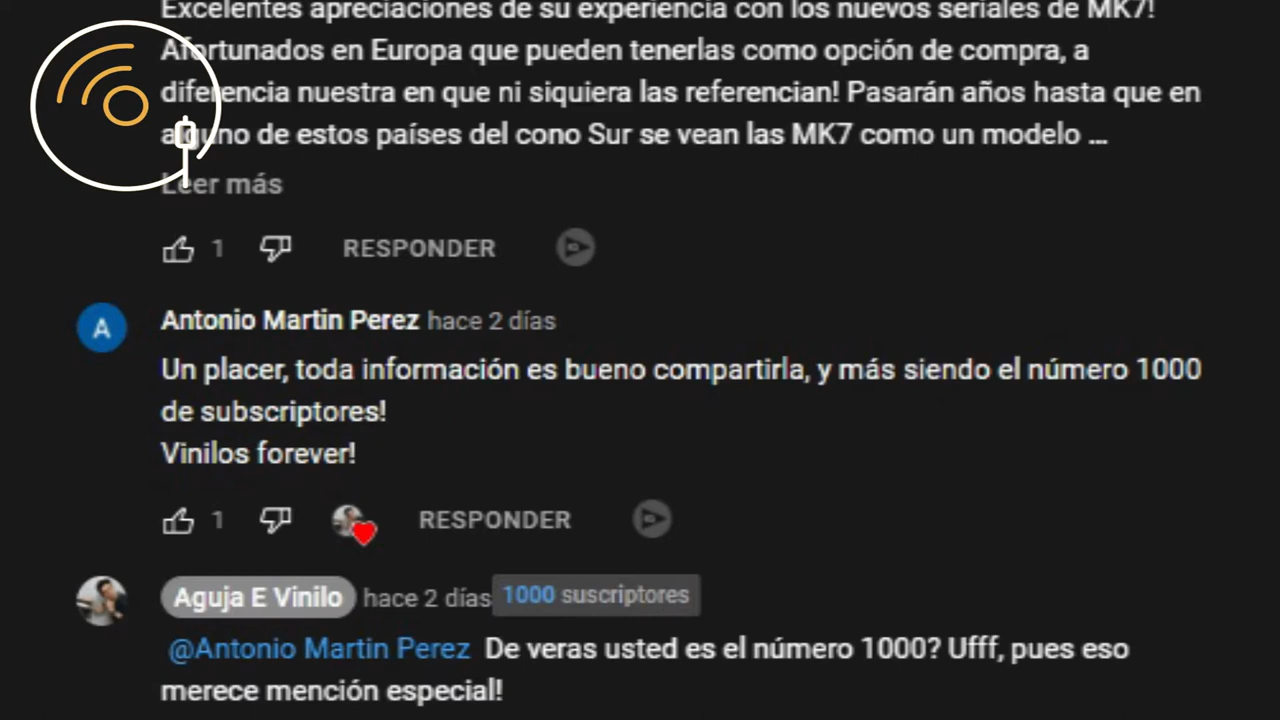 Excelentes apreciaciones de su experiencia con los nuevos seriales de MK7!
Afortunados en Europa que pueden tenerlas como opción de compra, a
diferencia nuestra en que ni siquiera las referencian! Pasarán años hasta que en
alguno de estos países del cono Sur se vean las MK7 como un modelo ...
Leer más
1 RESPONDER
A
Antonio Martin Perez hace 2 días
Un placer, toda información es bueno compartirla, y más siendo el número 1000
de subscriptores!
Vinilos forever!
1 RESPONDER
Aguja E Vinilo hace 2 días 1000 suscriptores
@Antonio Martin Perez De veras usted es el número 1000? Ufff, pues eso
merece mención especial!